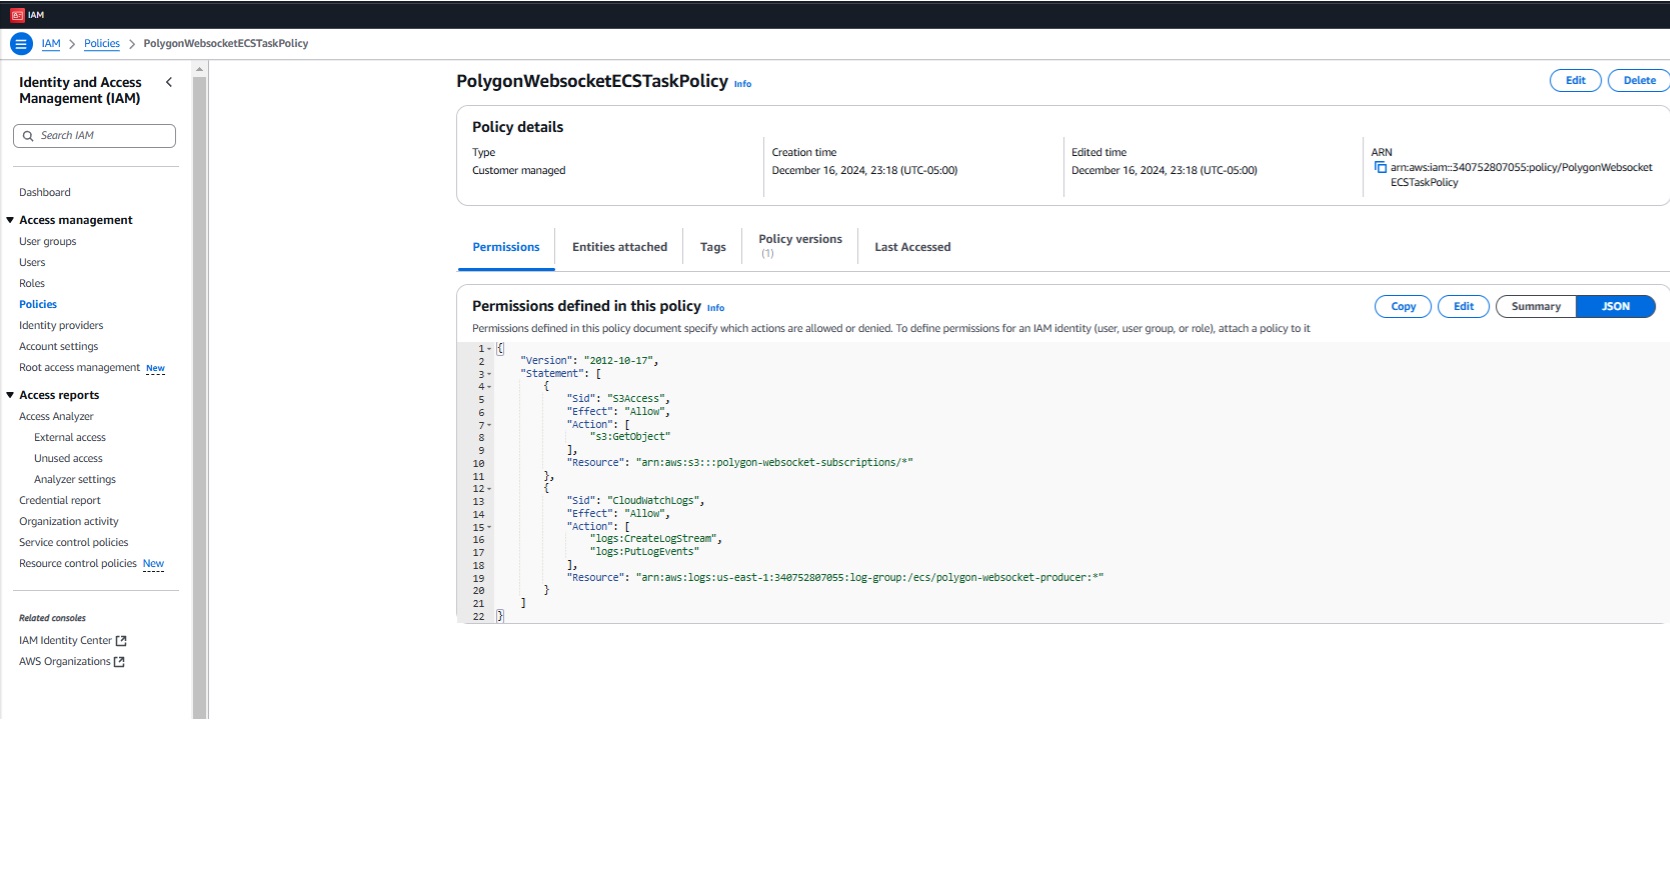 IAM
IAM > Policies > PolygonWebsocketECSTaskPolicy
Identity and Access Management (IAM)
Search IAM
Dashboard
Access management
User groups
Users
Roles
Policies
Identity providers
Account settings
Root access management New
Access reports
Access Analyzer
External access
Unused access
Analyzer settings
Credential report
Organization activity
Service control policies
Resource control policies New
Related consoles
IAM Identity Center
AWS Organizations
PolygonWebsocketECSTaskPolicy Info
Edit Delete
Policy details
Type
Customer managed
Creation time
December 16, 2024, 23:18 (UTC-05:00)
Edited time
December 16, 2024, 23:18 (UTC-05:00)
ARN
arn:aws:iam::340752807055:policy/PolygonWebsocket
ECSTaskPolicy
Permissions Entities attached Tags Policy versions (1) Last Accessed
Permissions defined in this policy Info
Copy Edit Summary JSON
Permissions defined in this policy document specify which actions are allowed or denied. To define permissions for an IAM identity (user, user group, or role), attach a policy to it
1 {
2 "Version": "2012-10-17",
3 "Statement": [
4 {
5 "Sid": "S3Access",
6 "Effect": "Allow",
7 "Action": [
8 "s3:GetObject"
9 ],
10 "Resource": "arn:aws:s3:::polygon-websocket-subscriptions/*"
11 },
12 {
13 "Sid": "CloudWatchLogs",
14 "Effect": "Allow",
15 "Action": [
16 "logs:CreateLogStream",
17 "logs:PutLogEvents"
18 ],
19 "Resource": "arn:aws:logs:us-east-1:340752807055:log-group:/ecs/polygon-websocket-producer:*"
20 }
21 ]
22 }